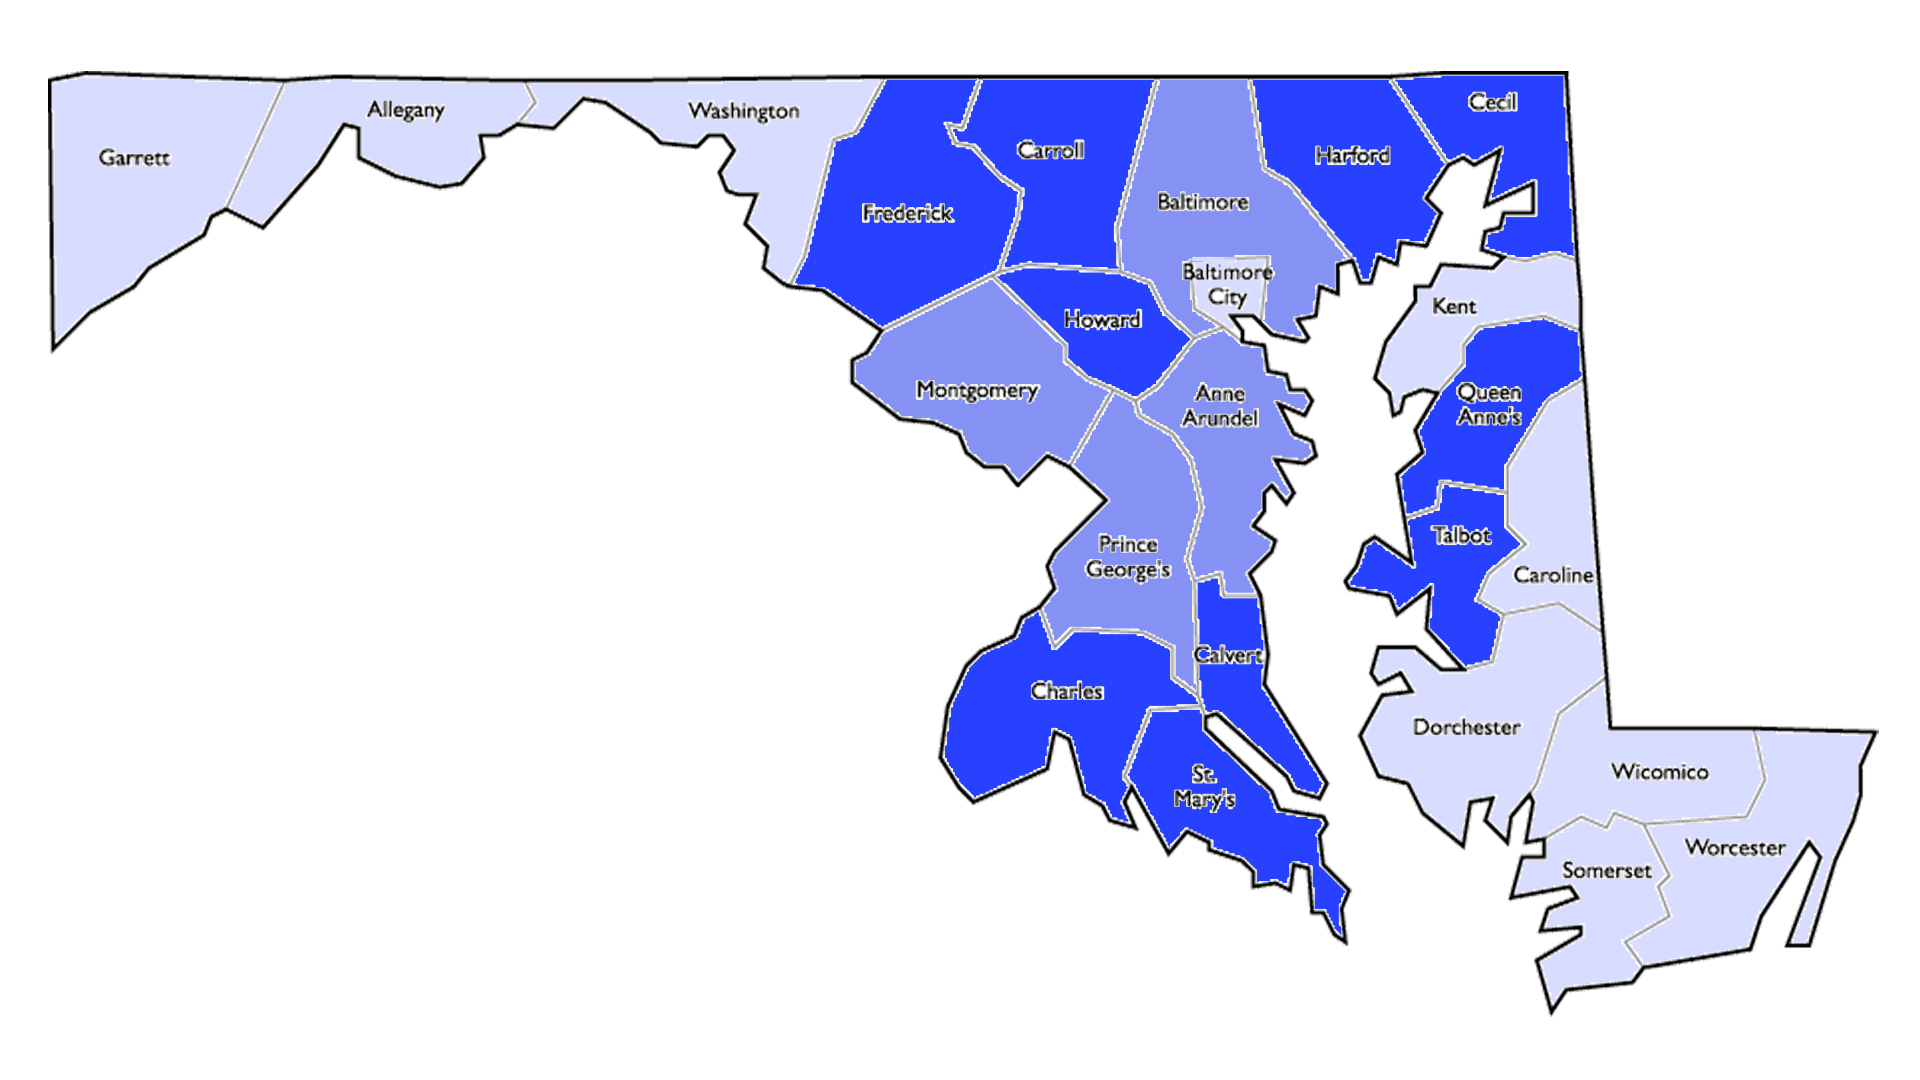 Garrett
Allegany
Washington
Frederick
Carroll
Baltimore
Baltimore
City
Harford
Cecil
Howard
Montgomery
Anne
Arundel
Prince
George's
Calvert
Charles
St.
Mary's
Kent
Queen
Anne's
Talbot
Caroline
Dorchester
Wicomico
Worcester
Somerset